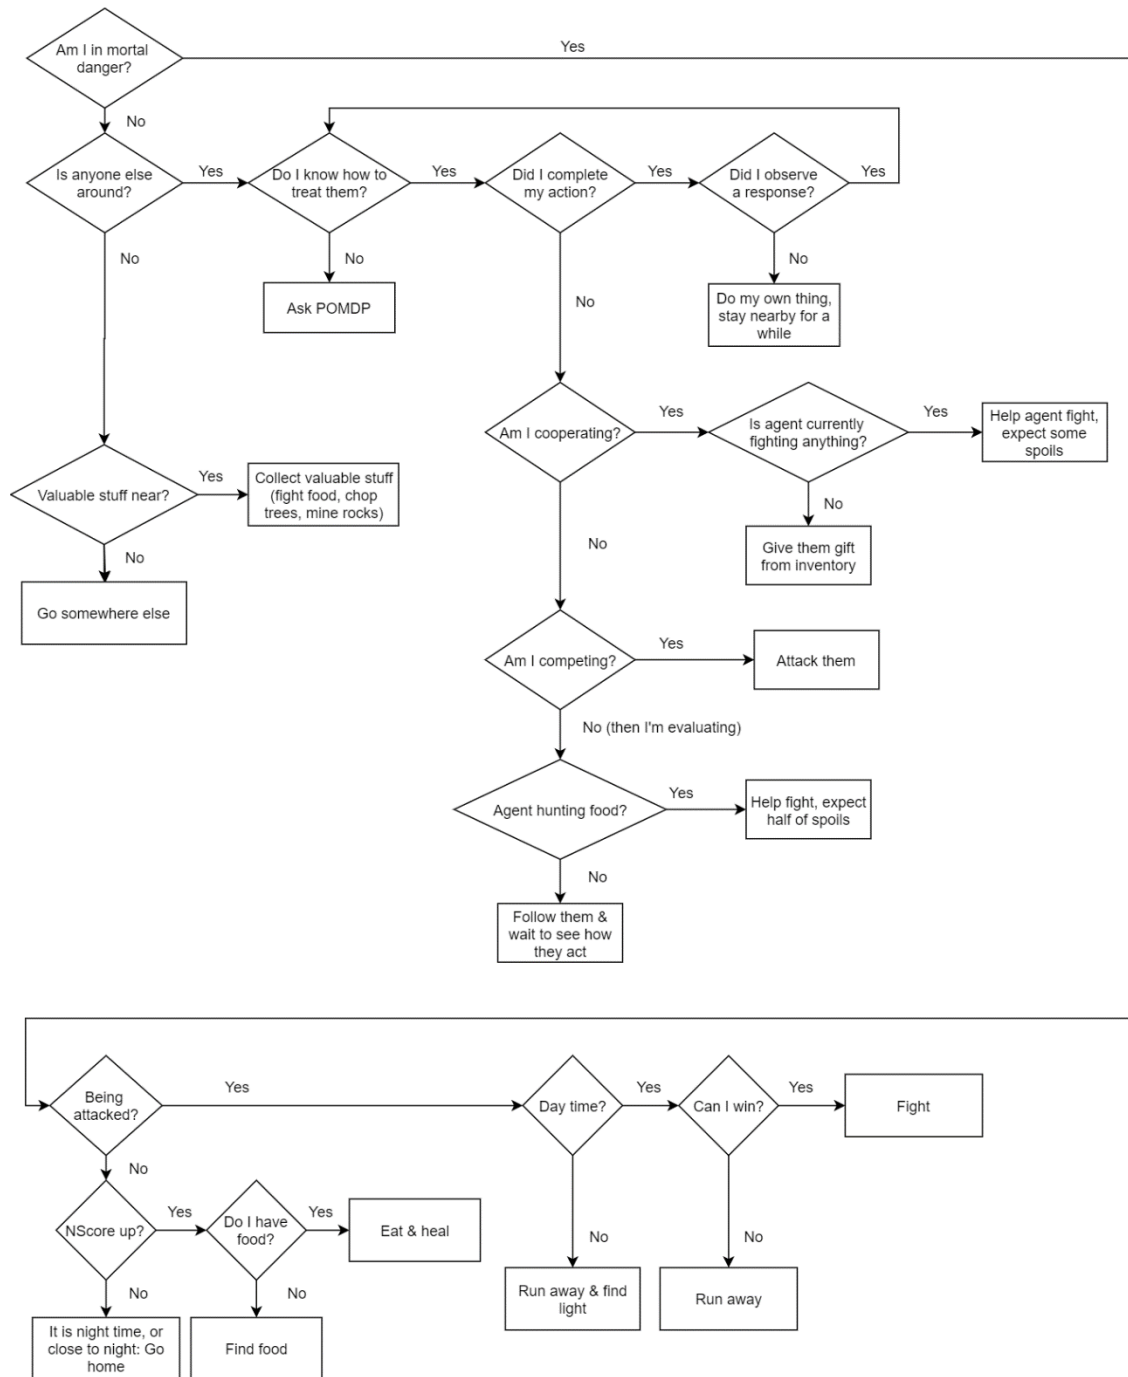 Am I in mortal
danger?
Yes
No
Is anyone else
around?
Yes
Do I know how to
treat them?
Yes
Did I complete
my action?
Yes
Did I observe
a response?
Yes
No
No
No
No
Ask POMDP
Do my own thing,
stay nearby for a
while
Am I cooperating?
Yes
Is agent currently
fighting anything?
Yes
Help agent fight,
expect some
spoils
Valuable stuff near?
Yes
Collect valuable stuff
(fight food, chop
trees, mine rocks)
No
No
No
Give them gift
from inventory
Go somewhere else
Am I competing?
Yes
Attack them
No (then I'm evaluating)
Agent hunting food?
Yes
Help fight, expect
half of spoils
No
Follow them &
wait to see how
they act
Being
attacked?
Yes
Day time?
Yes
Can I win?
Yes
Fight
No
NScore up?
Yes
Do I have
food?
Yes
Eat & heal
No
No
No
No
Run away & find
light
Run away
It is night time, or
close to night: Go
home
Find food